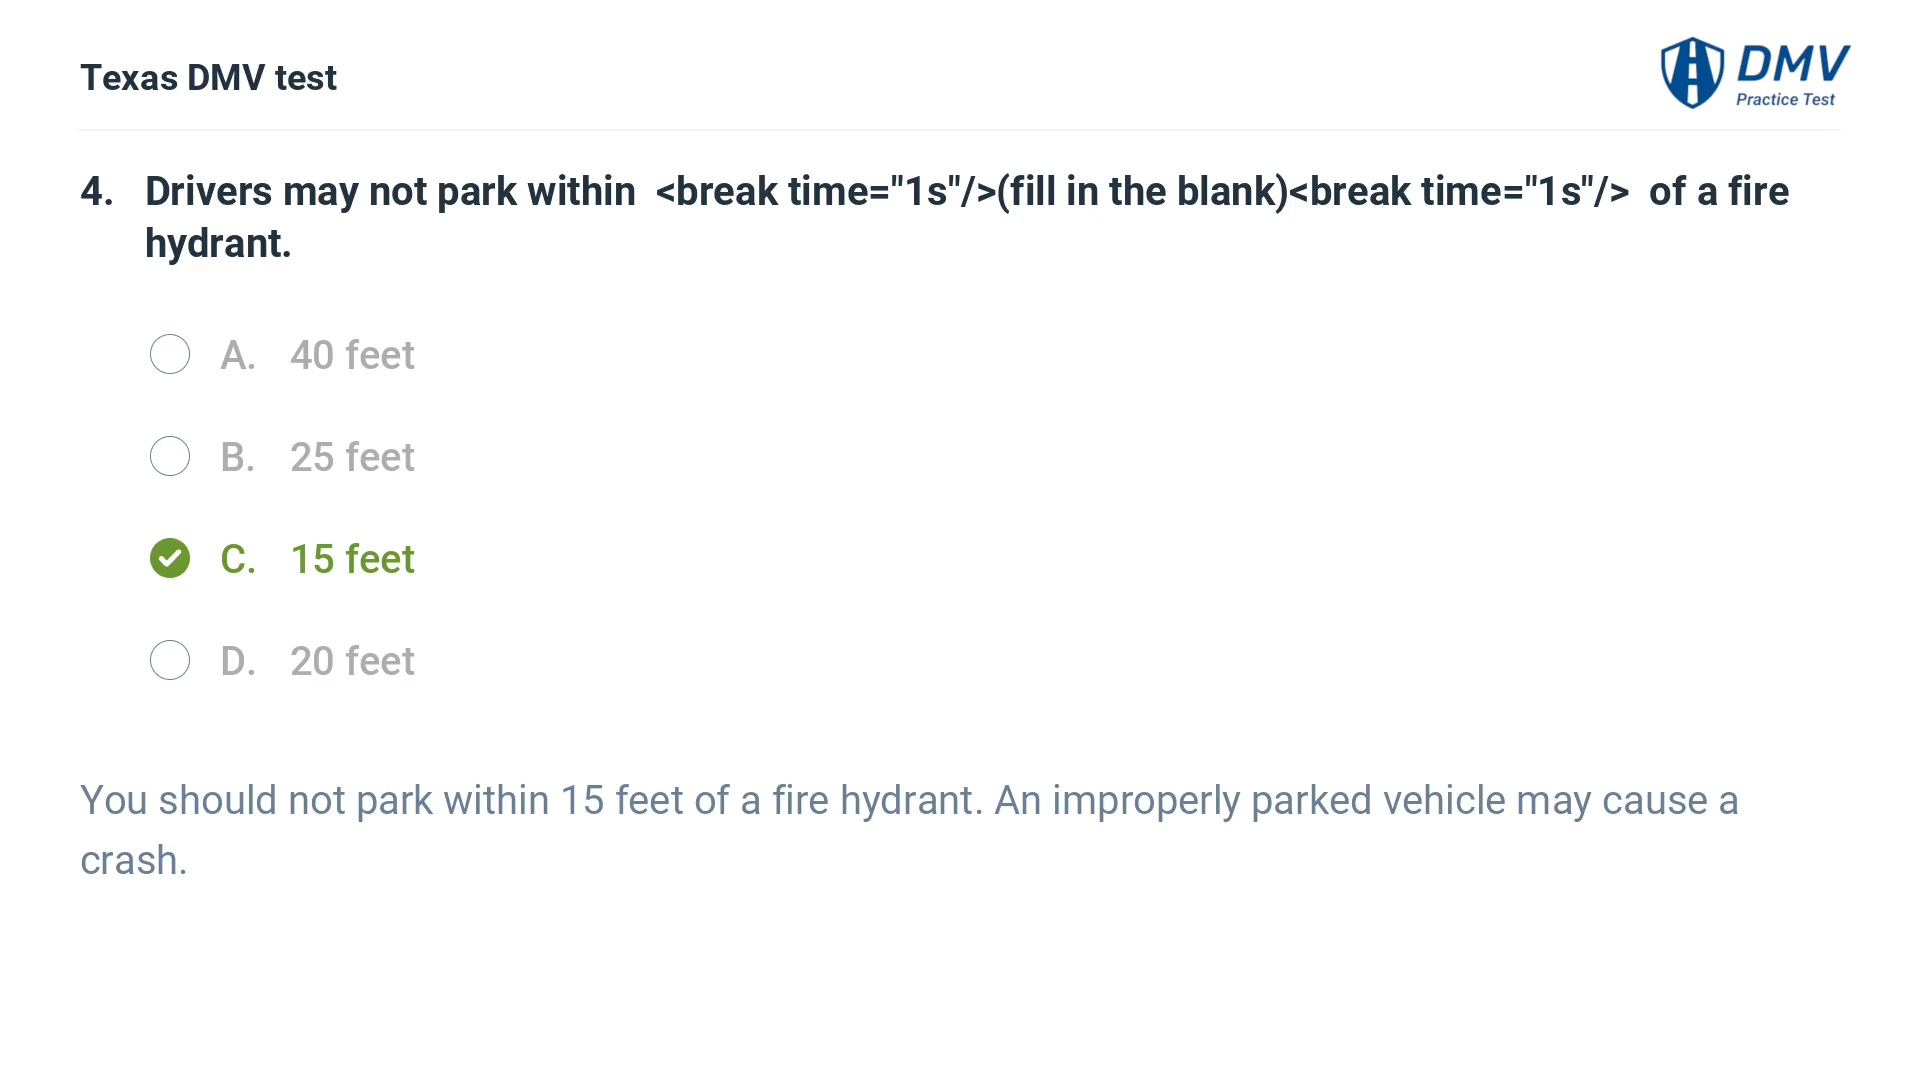 Texas DMV test
DMV
Practice Test
4. Drivers may not park within  <break time="1s"/>(fill in the blank)<break time="1s"/>  of a fire
hydrant.
A. 40 feet
B. 25 feet
C. 15 feet
D. 20 feet
You should not park within 15 feet of a fire hydrant. An improperly parked vehicle may cause a
crash.